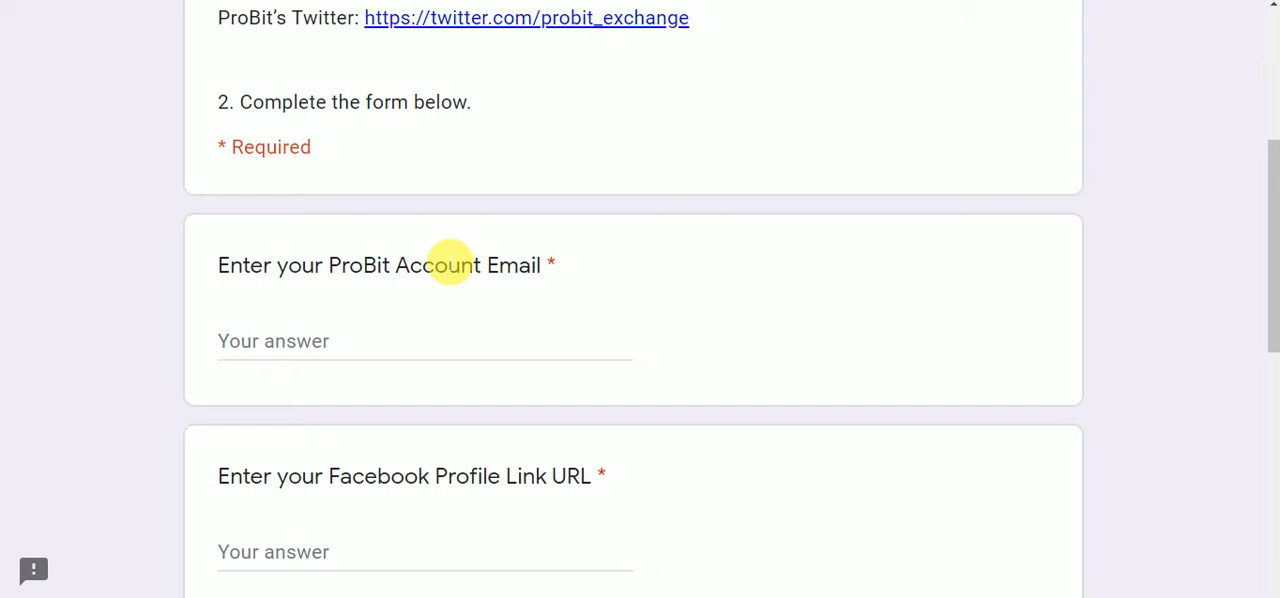 ProBit’s Twitter: https://twitter.com/probit_exchange
2. Complete the form below.
* Required
Enter your ProBit Account Email *
Your answer
Enter your Facebook Profile Link URL *
Your answer